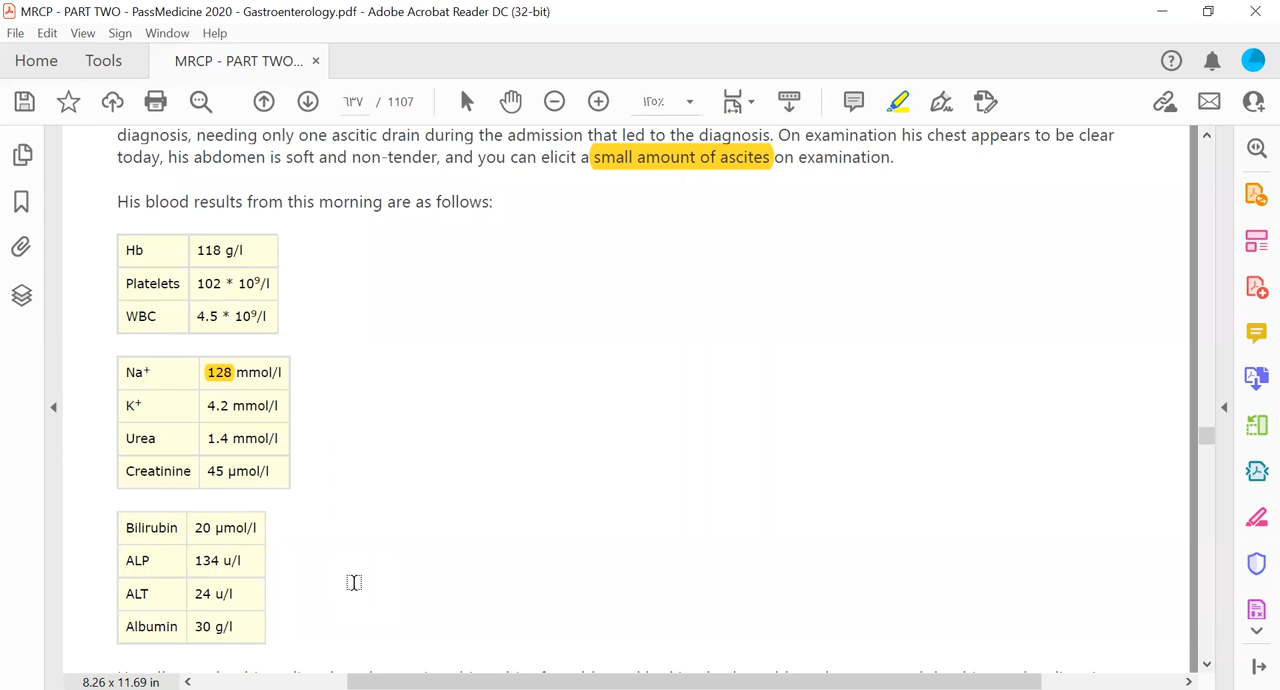 MRCP - PART TWO - PassMedicine 2020 - Gastroenterology.pdf - Adobe Acrobat Reader DC (32-bit)
File Edit View Sign Window Help
Home Tools MRCP - PART TWO... ×
٦٣٧ / 1107 ١٢٥٪
diagnosis, needing only one ascitic drain during the admission that led to the diagnosis. On examination his chest appears to be clear
today, his abdomen is soft and non-tender, and you can elicit a small amount of ascites on examination.
His blood results from this morning are as follows:
Hb 118 g/l
Platelets 102 * 10⁹/l
WBC 4.5 * 10⁹/l
Na⁺ 128 mmol/l
K⁺ 4.2 mmol/l
Urea 1.4 mmol/l
Creatinine 45 µmol/l
Bilirubin 20 µmol/l
ALP 134 u/l
ALT 24 u/l
Albumin 30 g/l
8.26 x 11.69 in